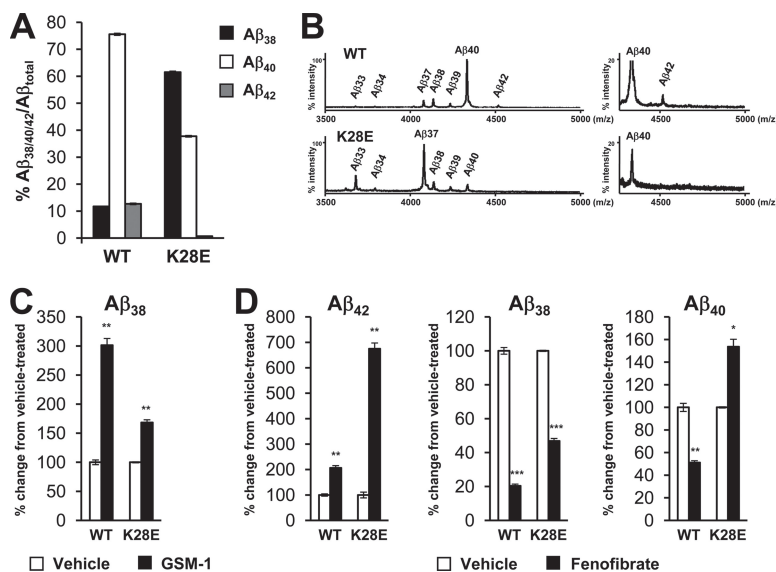 A
% Aβ38/40/42/Aβtotal
80
70
60
50
40
30
20
10
0
WT
K28E
Aβ38
Aβ40
Aβ42
B
% intensity
100
WT
Aβ33
Aβ34
Aβ37
Aβ38
Aβ39
Aβ40
Aβ42
3500
4000
4500
5000 (m/z)
% intensity
20
Aβ40
Aβ42
4500
5000 (m/z)
% intensity
100
K28E
Aβ33
Aβ34
Aβ37
Aβ38
Aβ39
Aβ40
3500
4000
4500
5000 (m/z)
% intensity
20
Aβ40
4500
5000 (m/z)
C
Aβ38
% change from vehicle-treated
350
300
250
200
150
100
50
0
**
**
WT
K28E
Vehicle
GSM-1
D
Aβ42
% change from vehicle-treated
800
700
600
500
400
300
200
100
0
**
**
WT
K28E
Aβ38
% change from vehicle-treated
120
100
80
60
40
20
0
***
***
WT
K28E
Aβ40
% change from vehicle-treated
180
160
140
120
100
80
60
40
20
0
**
*
WT
K28E
Vehicle
Fenofibrate